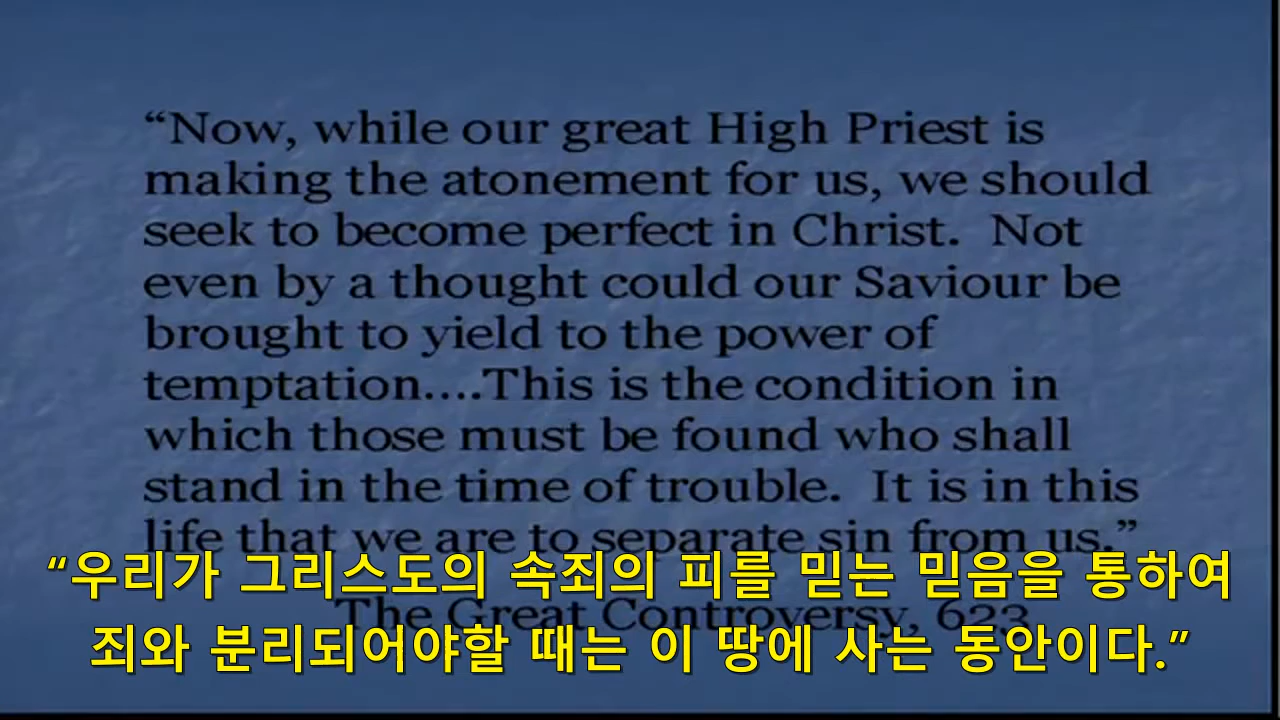 “Now, while our great High Priest is
making the atonement for us, we should
seek to become perfect in Christ.  Not
even by a thought could our Saviour be
brought to yield to the power of
temptation....This is the condition in
which those must be found who shall
stand in the time of trouble.  It is in this
life that we are to separate sin from us.”
The Great Controversy, 623
“우리가 그리스도의 속죄의 피를 믿는 믿음을 통하여
죄와 분리되어야할 때는 이 땅에 사는 동안이다.”